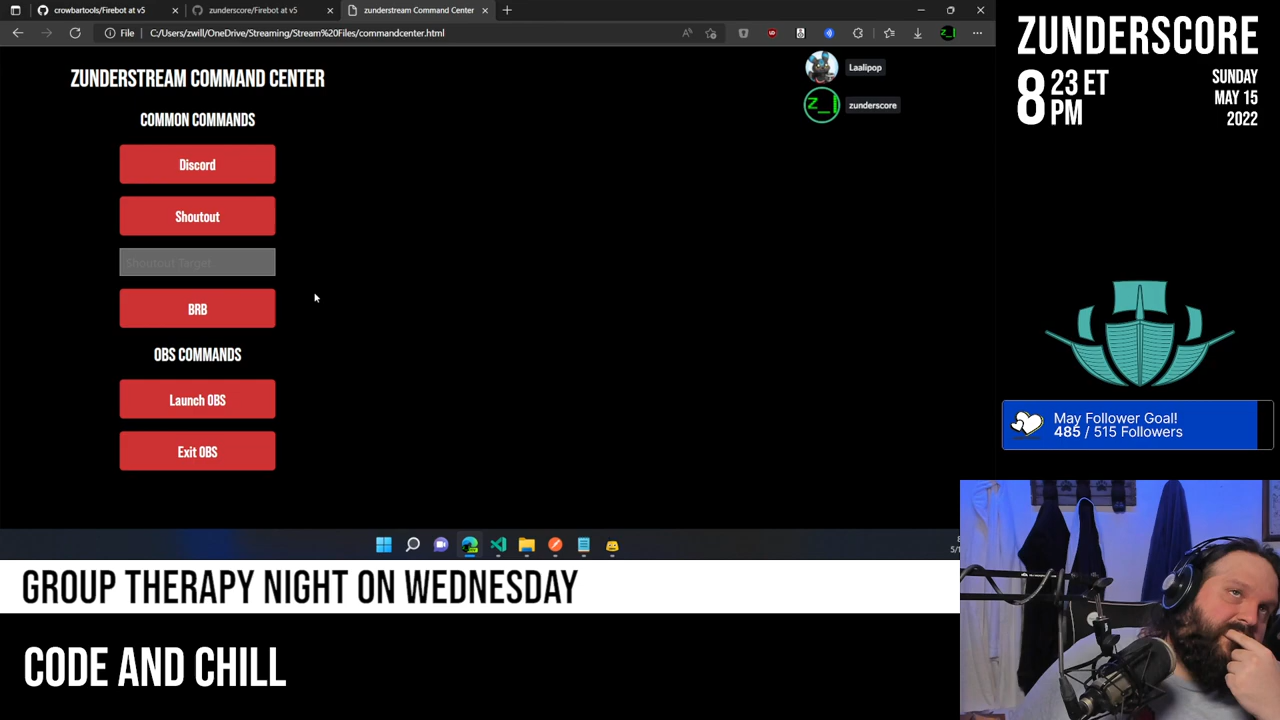 crowbartools/Firebot at v5
zunderscore/Firebot at v5
zunderstream Command Center
File
C:/Users/zwill/OneDrive/Streaming/Stream%20Files/commandcenter.html
ZUNDERSTREAM COMMAND CENTER
COMMON COMMANDS
Discord
Shoutout
Shoutout Target
BRB
OBS COMMANDS
Launch OBS
Exit OBS
Laalipop
z_
zunderscore
ZUNDERSCORE
8 23 ET PM
SUNDAY
MAY 15
2022
May Follower Goal!
485 / 515 Followers
GROUP THERAPY NIGHT ON WEDNESDAY
CODE AND CHILL